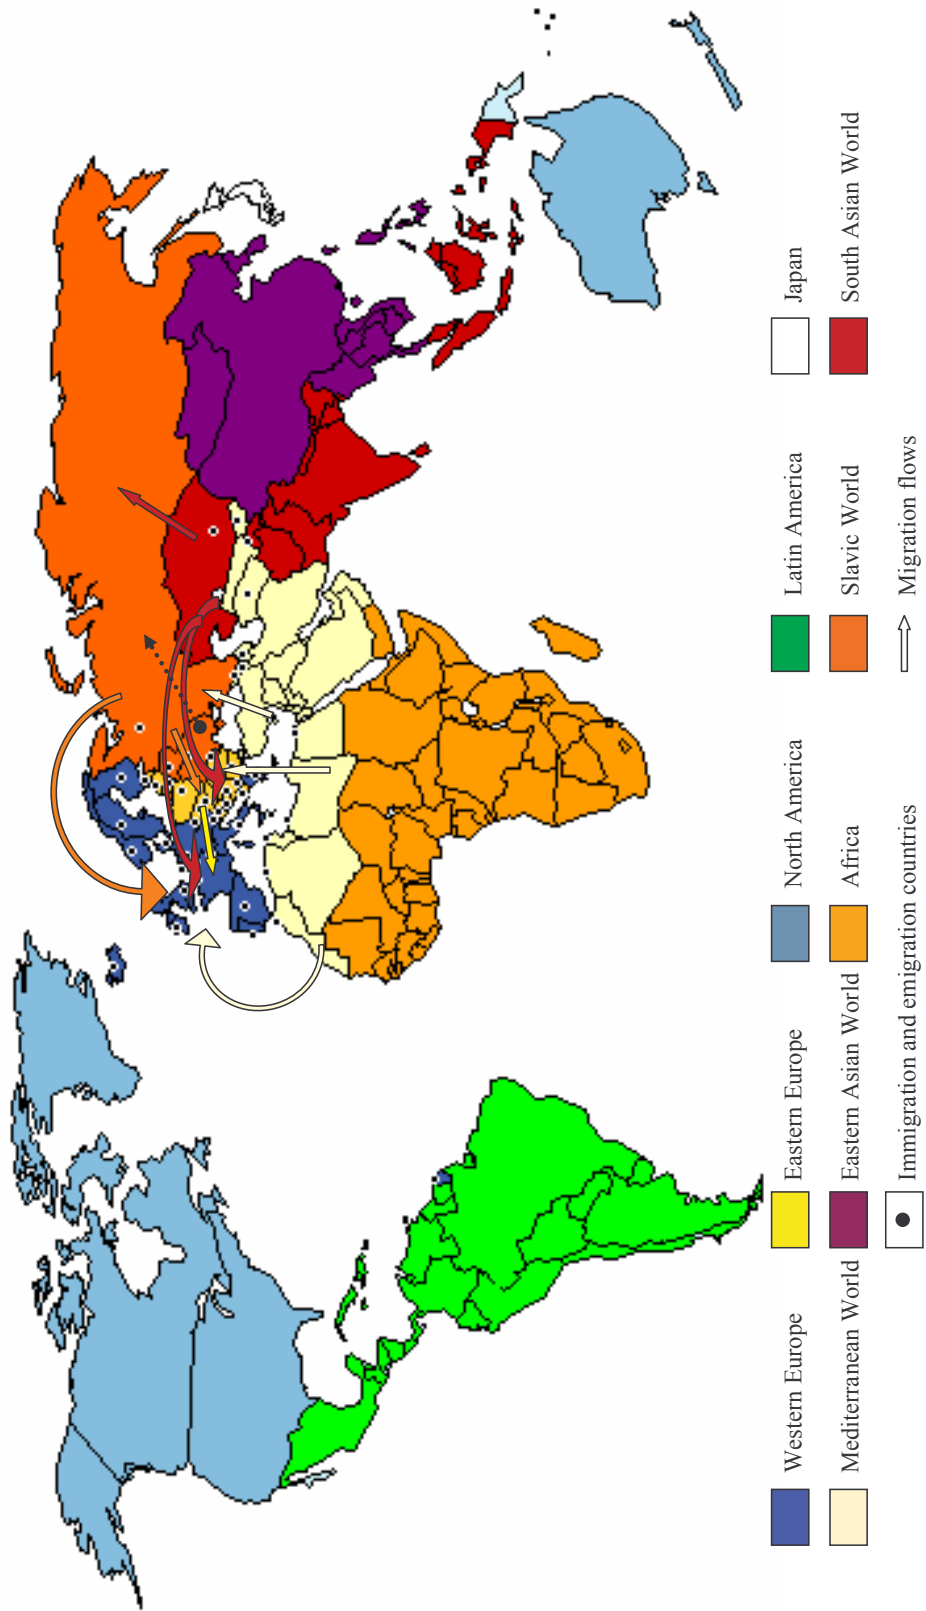 Western Europe
Eastern Europe
North America
Latin America
Japan
Mediterranean World
Eastern Asian World
Africa
Slavic World
South Asian World
Immigration and emigration countries
Migration flows